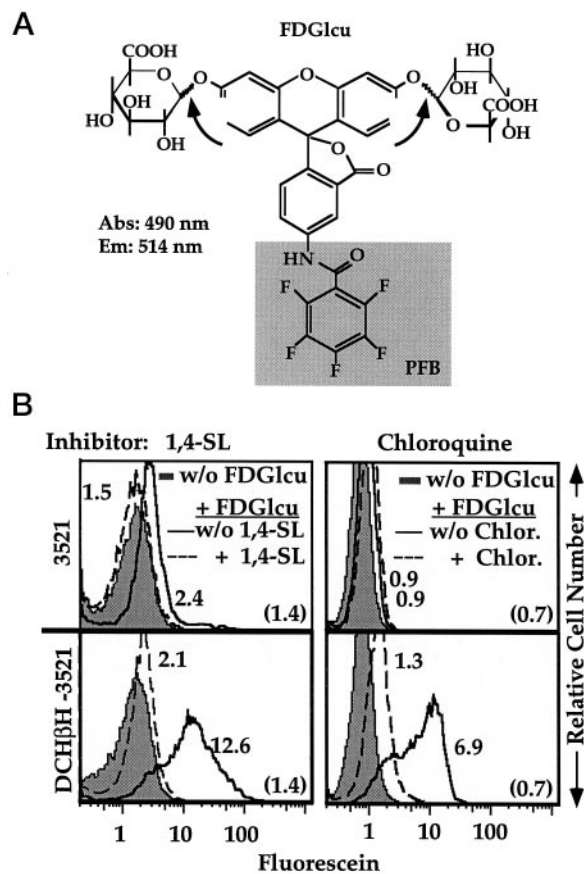 A
FDGlcu
COOH
O
O
O
O
HO
HO
HO
OH
OH
HO
HO
COOH
OH
O
O
O
Abs: 490 nm
Em: 514 nm
HN
O
F
F
F
F
F
PFB
B
Inhibitor: 1,4-SL
Chloroquine
3521
1.5
w/o FDGlcu
+ FDGlcu
w/o 1,4-SL
+ 1,4-SL
2.4
(1.4)
w/o FDGlcu
+ FDGlcu
w/o Chlor.
+ Chlor.
0.9
0.9
(0.7)
DCHβH -3521
2.1
12.6
(1.4)
1.3
6.9
(0.7)
Relative Cell Number
1 10 100
1 10 100
Fluorescein